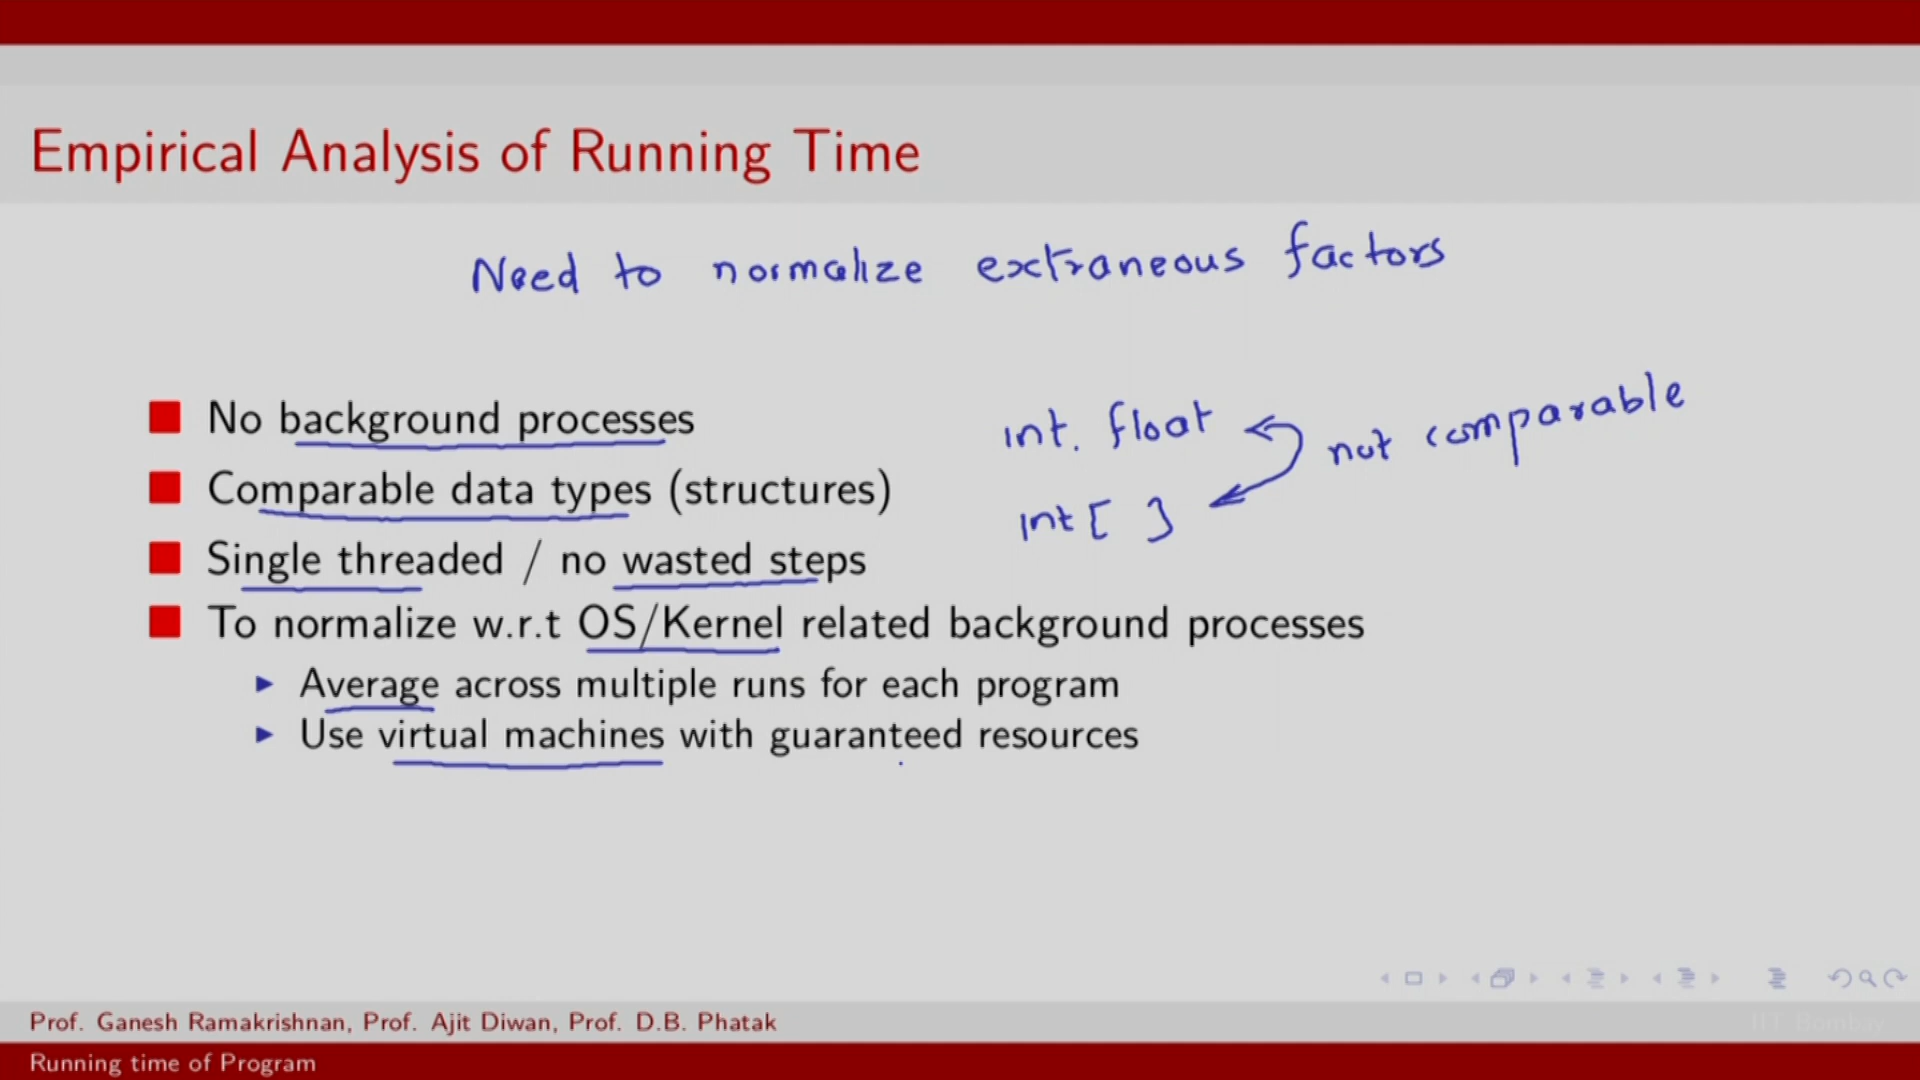 Empirical Analysis of Running Time
Need to normalize extraneous factors
No background processes
int. float
not comparable
Comparable data types (structures)
int [ ]
Single threaded / no wasted steps
To normalize w.r.t OS/Kernel related background processes
Average across multiple runs for each program
Use virtual machines with guaranteed resources
Prof. Ganesh Ramakrishnan, Prof. Ajit Diwan, Prof. D.B. Phatak
IIT Bombay
Running time of Program